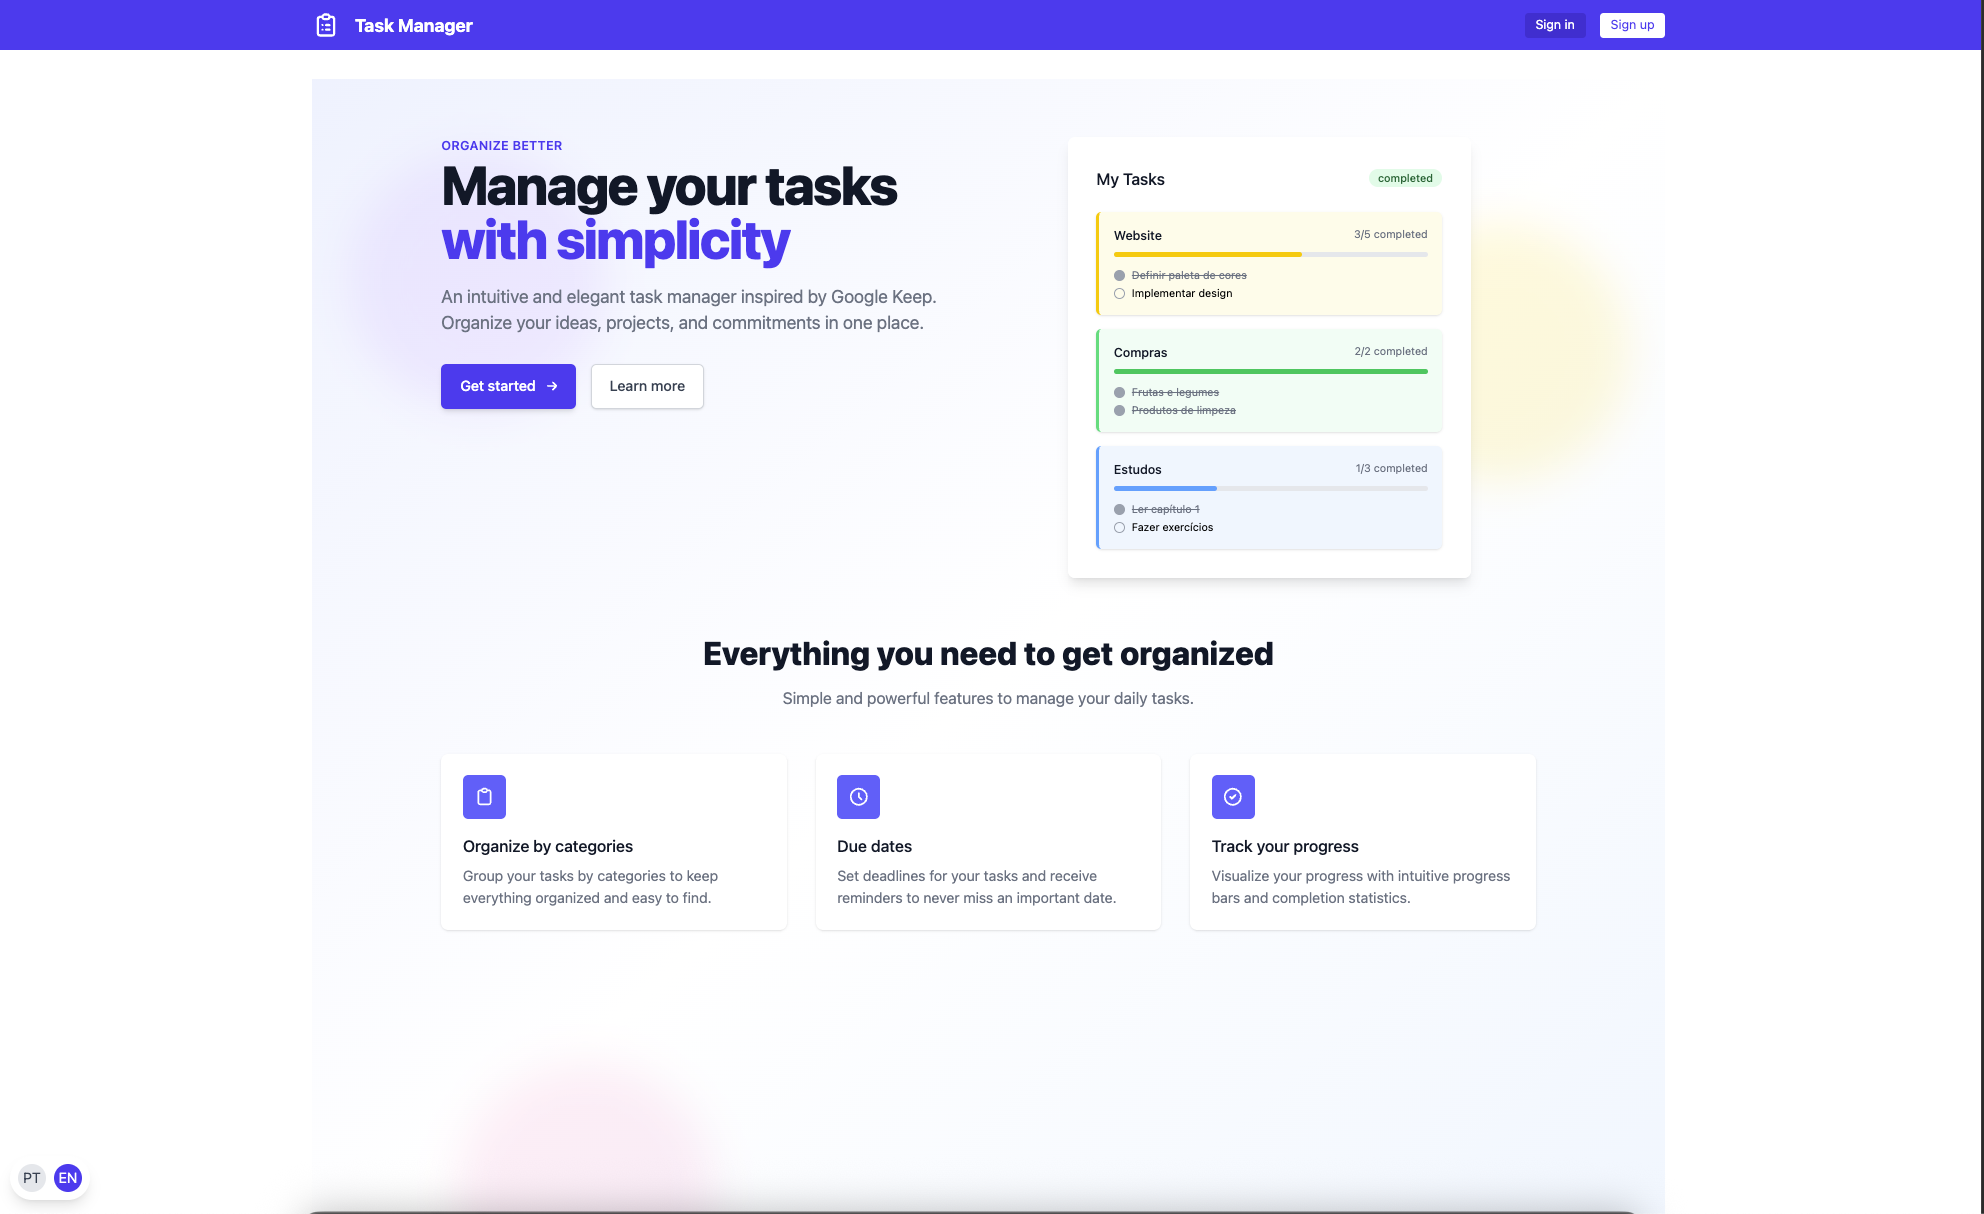 Task Manager
Sign in
Sign up
ORGANIZE BETTER
Manage your tasks
with simplicity
An intuitive and elegant task manager inspired by Google Keep.
Organize your ideas, projects, and commitments in one place.
Get started
Learn more
My Tasks
completed
Website
3/5 completed
Definir paleta de cores
Implementar design
Compras
2/2 completed
Frutas e legumes
Produtos de limpeza
Estudos
1/3 completed
Ler capítulo 1
Fazer exercícios
Everything you need to get organized
Simple and powerful features to manage your daily tasks.
Organize by categories
Group your tasks by categories to keep
everything organized and easy to find.
Due dates
Set deadlines for your tasks and receive
reminders to never miss an important date.
Track your progress
Visualize your progress with intuitive progress
bars and completion statistics.
PT
EN